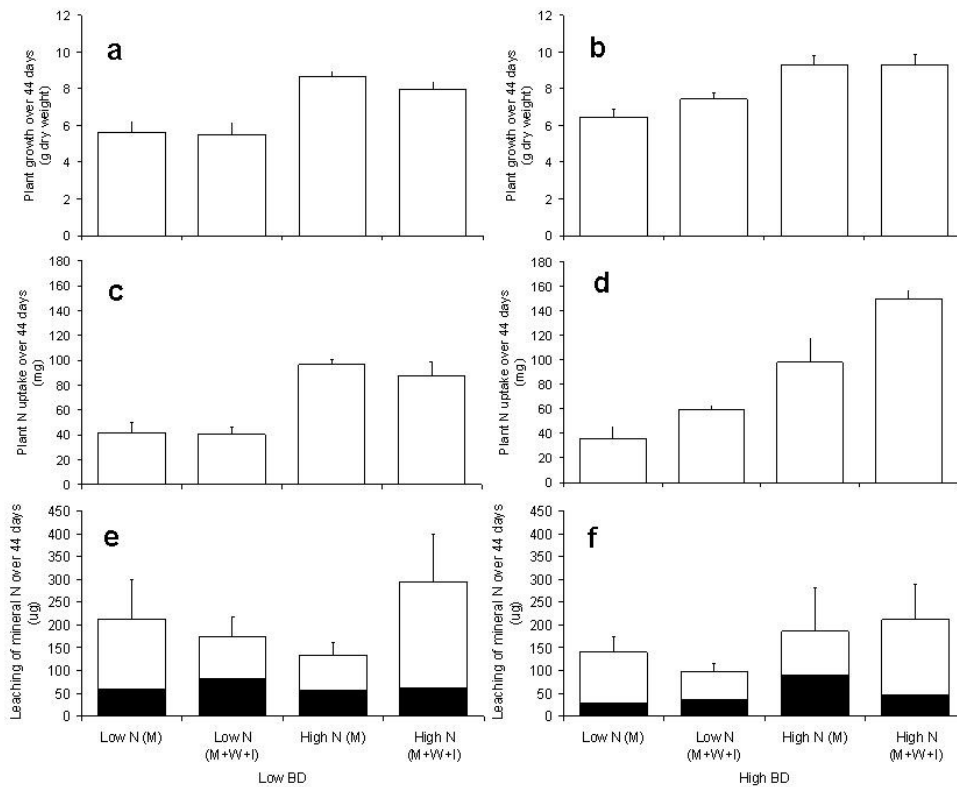 a
Plant growth over 44 days
(g dry weight)
12
10
8
6
4
2
0
b
Plant growth over 44 days
(g dry weight)
12
10
8
6
4
2
0
c
Plant N uptake over 44 days
(mg)
180
160
140
120
100
80
60
40
20
0
d
Plant N uptake over 44 days
(mg)
180
160
140
120
100
80
60
40
20
0
e
Leaching of mineral N over 44 days
(ug)
450
400
350
300
250
200
150
100
50
0
Low N (M)
Low N
(M+W+I)
High N (M)
High N
(M+W+I)
Low BD
f
Leaching of mineral N over 44 days
(ug)
450
400
350
300
250
200
150
100
50
0
Low N (M)
Low N
(M+W+I)
High N (M)
High N
(M+W+I)
High BD